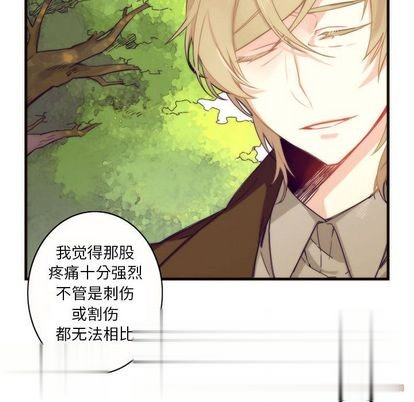 我觉得那股
疼痛十分强烈
不管是刺伤
或割伤
都无法相比